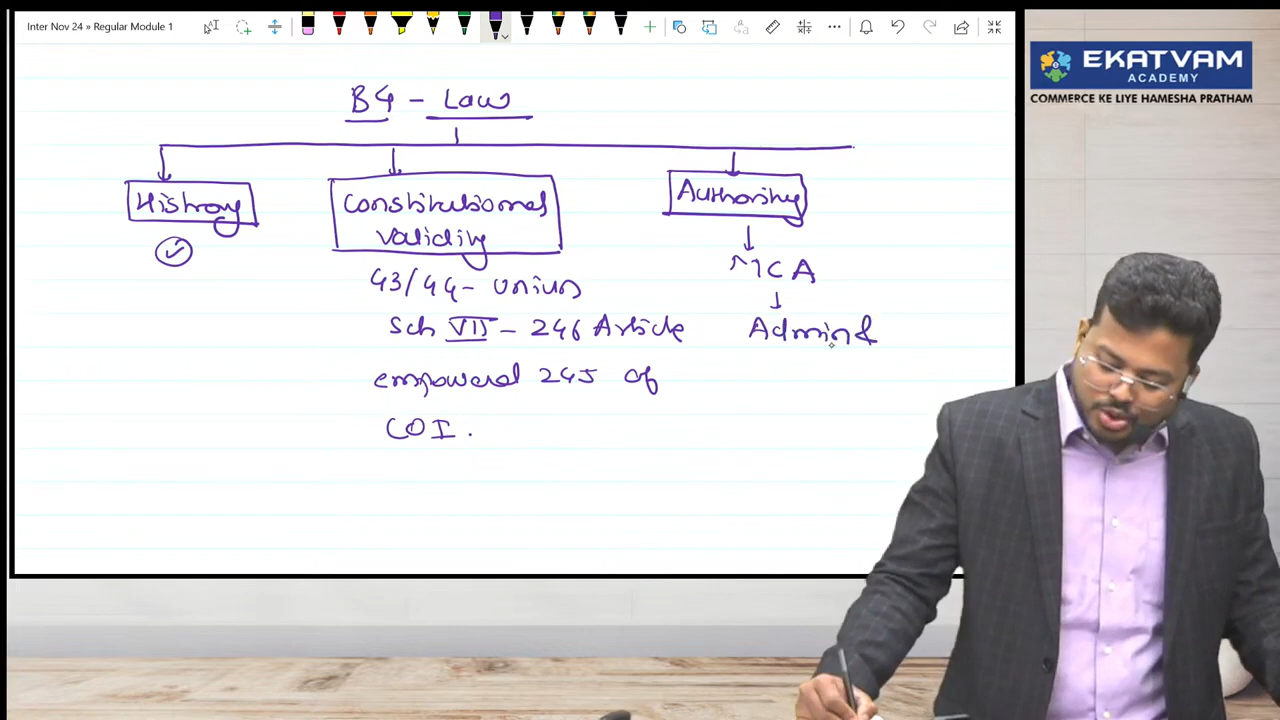 Inter Nov 24 » Regular Module 1
EKATVAM
ACADEMY
COMMERCE KE LIYE HAMESHA PRATHAM
B4 - Law
Histroy
Constitutional
validity
Authority
43/44 - Union
Sch VII - 246 Article
empowered 245 of
COI.
MCA
Admin &